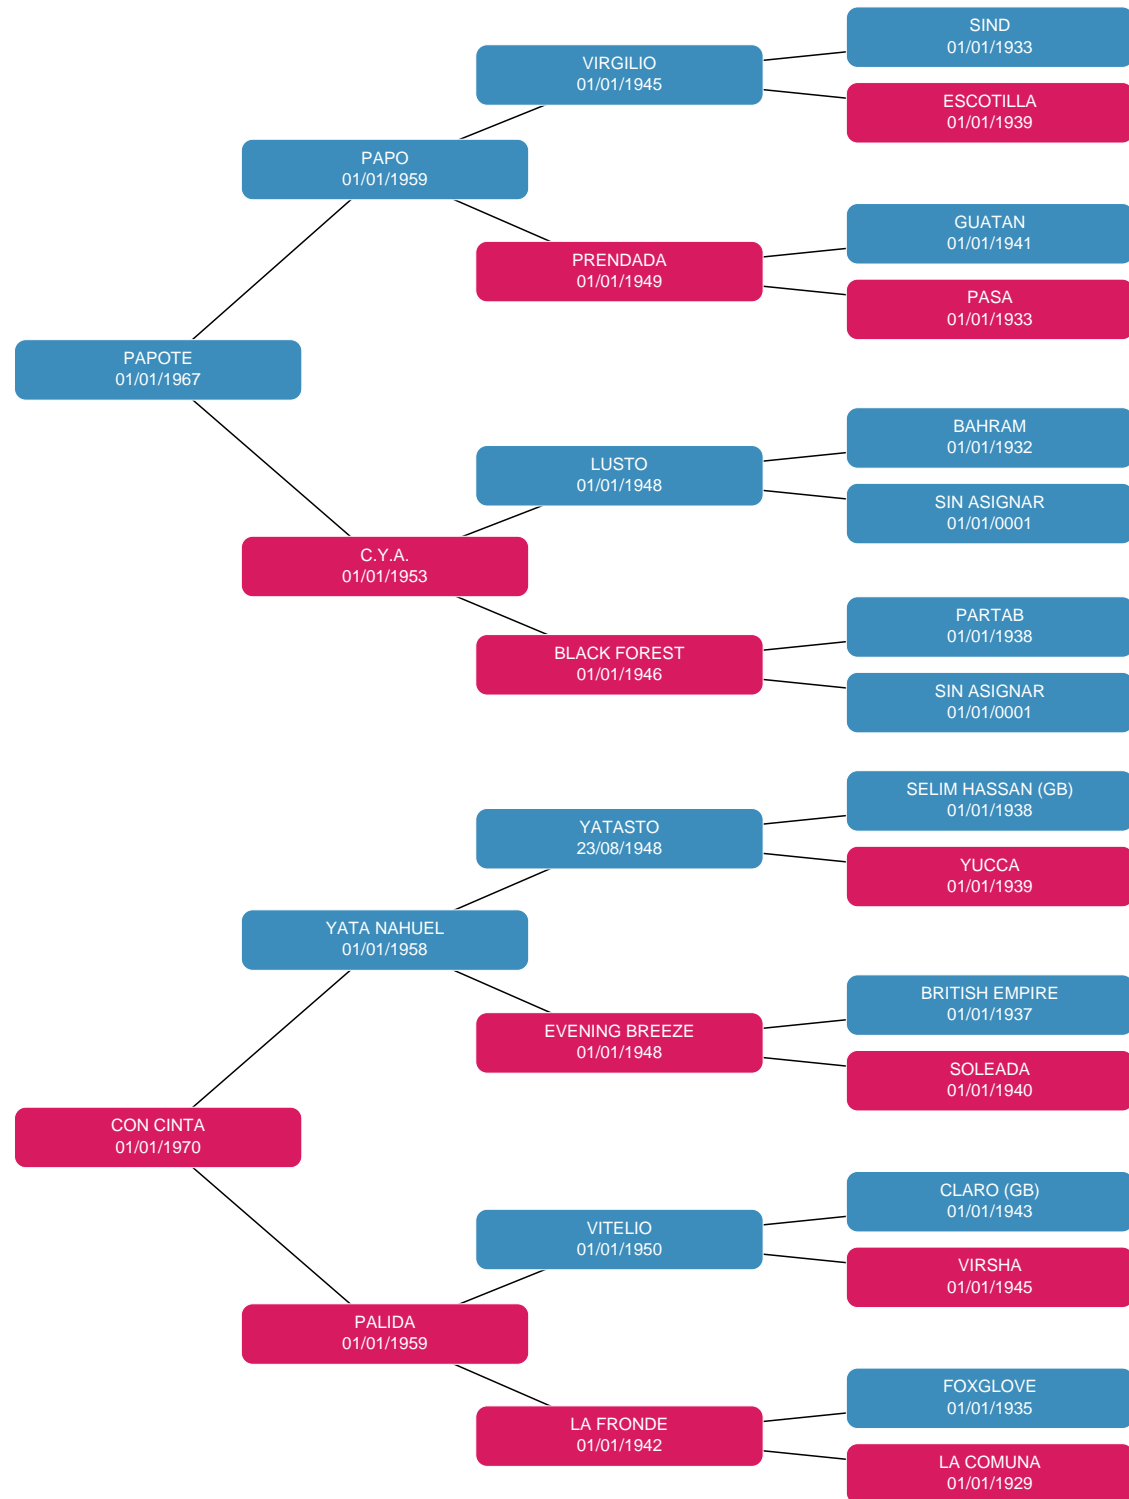 SIND
01/01/1933
VIRGILIO
01/01/1945
ESCOTILLA
01/01/1939
PAPO
01/01/1959
GUATAN
01/01/1941
PRENDADA
01/01/1949
PASA
01/01/1933
PAPOTE
01/01/1967
BAHRAM
01/01/1932
LUSTO
01/01/1948
SIN ASIGNAR
01/01/0001
C.Y.A.
01/01/1953
PARTAB
01/01/1938
BLACK FOREST
01/01/1946
SIN ASIGNAR
01/01/0001
SELIM HASSAN (GB)
01/01/1938
YATASTO
23/08/1948
YUCCA
01/01/1939
YATA NAHUEL
01/01/1958
BRITISH EMPIRE
01/01/1937
EVENING BREEZE
01/01/1948
SOLEADA
01/01/1940
CON CINTA
01/01/1970
CLARO (GB)
01/01/1943
VITELIO
01/01/1950
VIRSHA
01/01/1945
PALIDA
01/01/1959
FOXGLOVE
01/01/1935
LA FRONDE
01/01/1942
LA COMUNA
01/01/1929